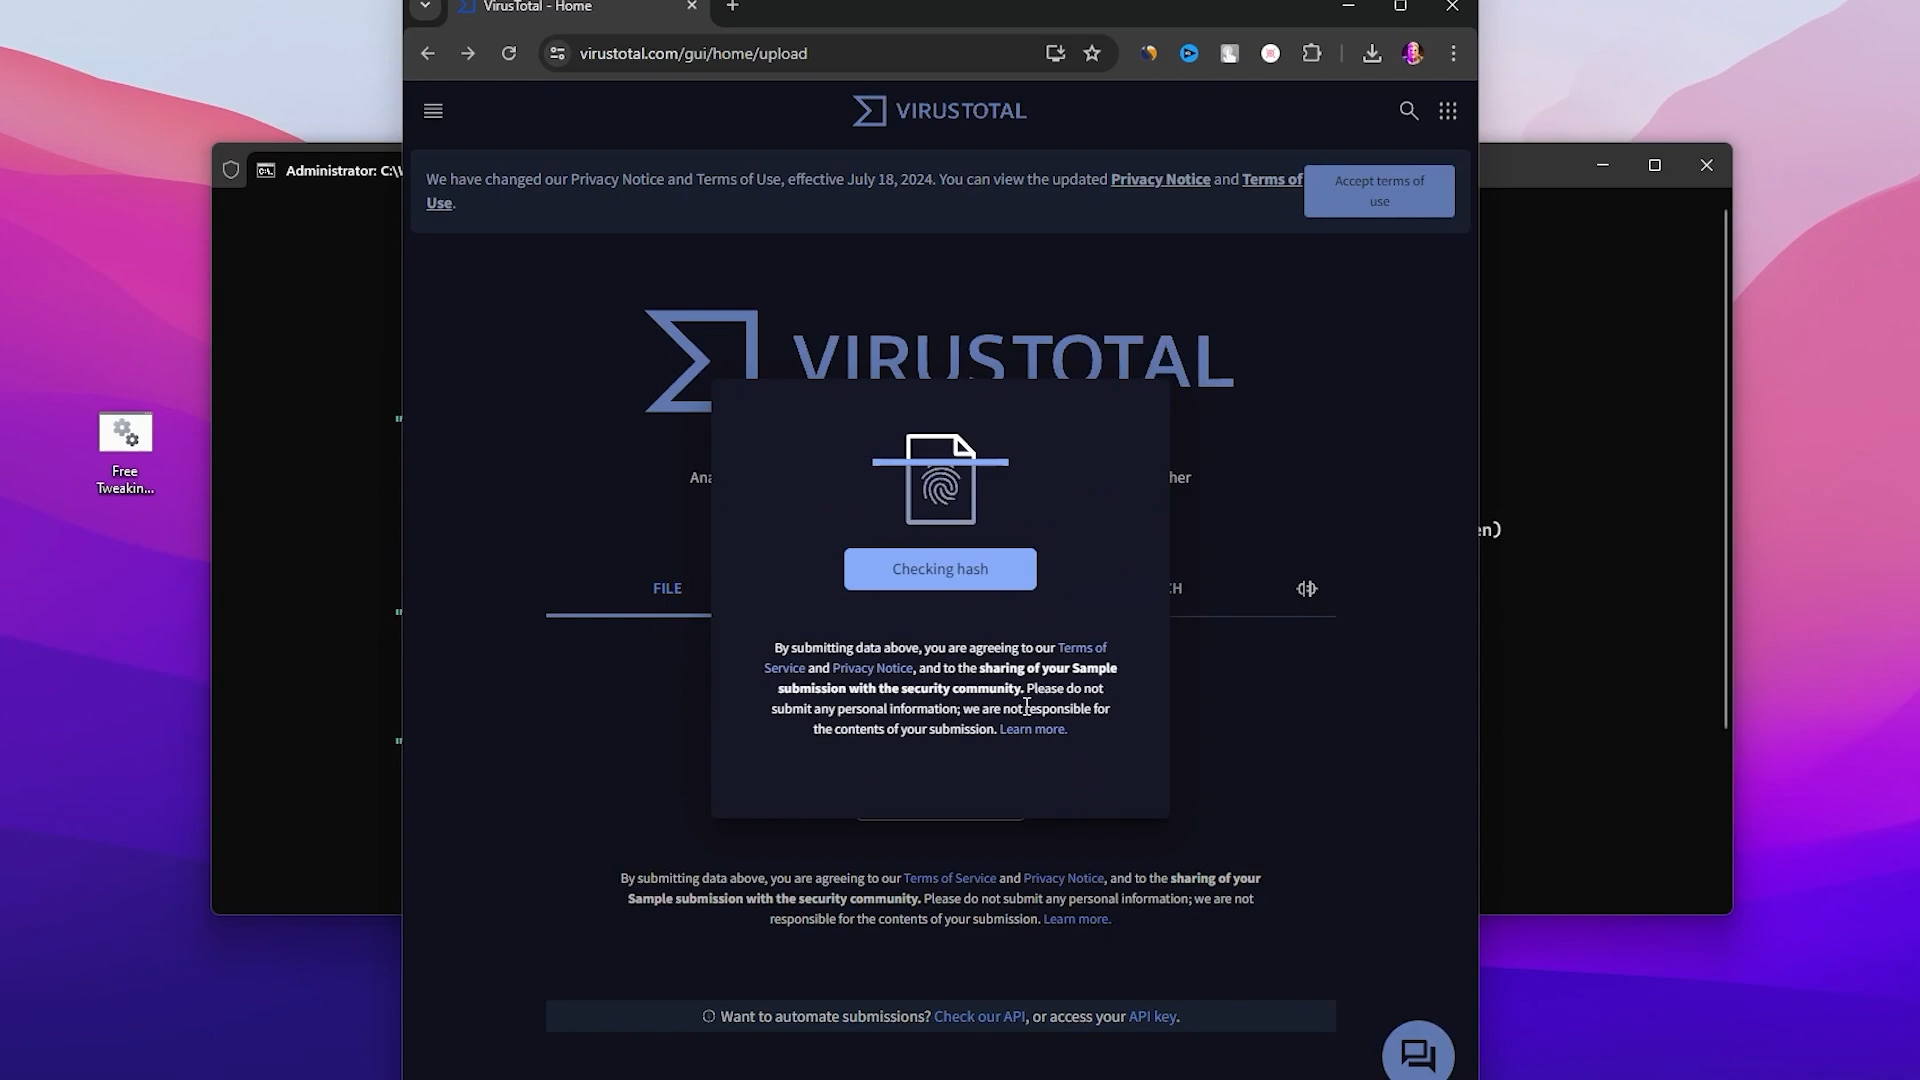 VirusTotal - Home
virustotal.com/gui/home/upload
VIRUSTOTAL
Administrator: C:\
We have changed our Privacy Notice and Terms of Use, effective July 18, 2024. You can view the updated Privacy Notice and Terms of
Use.
Accept terms of
use
VIRUSTOTAL
Free
Tweakin...
Ana
her
en)
Checking hash
FILE
CH
By submitting data above, you are agreeing to our Terms of
Service and Privacy Notice, and to the sharing of your Sample
submission with the security community. Please do not
submit any personal information; we are not responsible for
the contents of your submission. Learn more.
By submitting data above, you are agreeing to our Terms of Service and Privacy Notice, and to the sharing of your
Sample submission with the security community. Please do not submit any personal information; we are not
responsible for the contents of your submission. Learn more.
Want to automate submissions? Check our API, or access your API key.